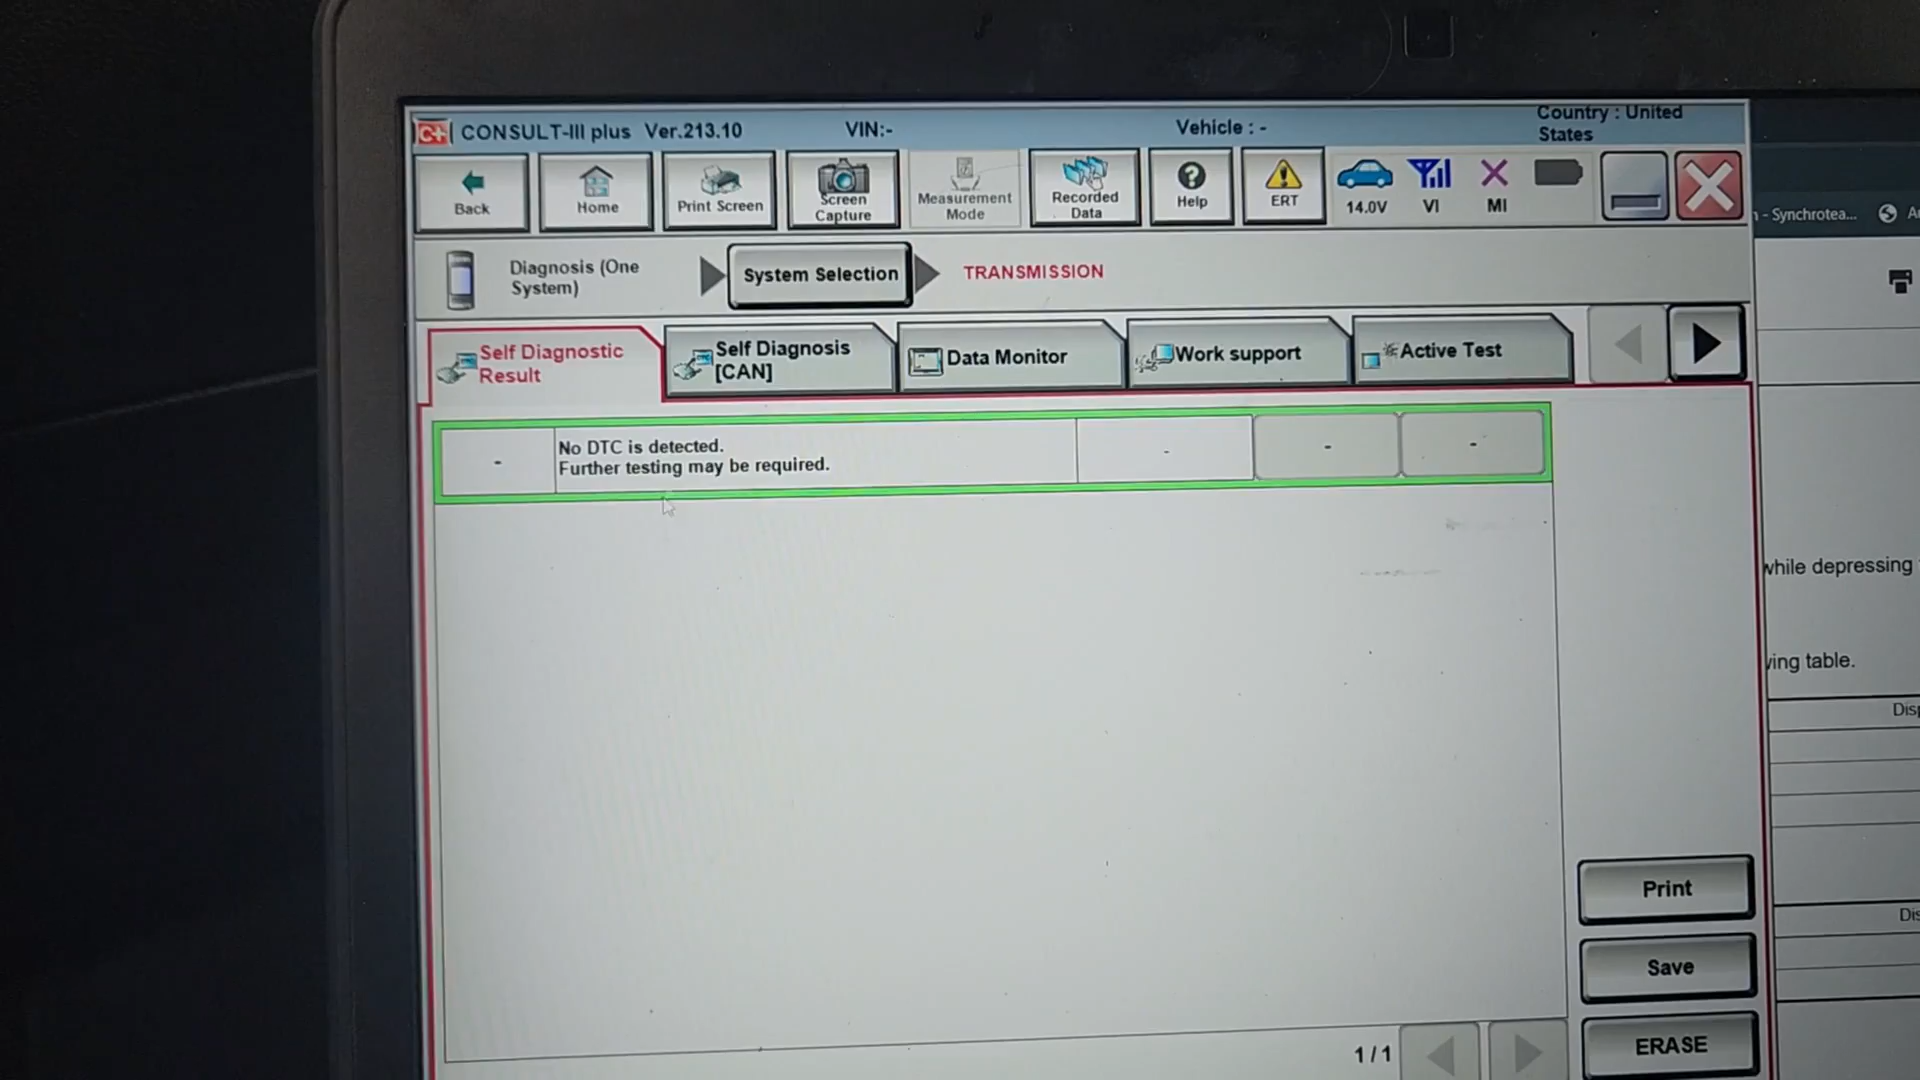 CONSULT-III plus Ver.213.10
VIN:-
Vehicle : -
Country : United
States
Back
Home
Print Screen
Screen
Capture
Measurement
Mode
Recorded
Data
Help
ERT
14.0V
VI
MI
Diagnosis (One
System)
System Selection
TRANSMISSION
Self Diagnostic
Result
Self Diagnosis
[CAN]
Data Monitor
Work support
Active Test
-
No DTC is detected.
Further testing may be required.
-
-
-
Print
Save
ERASE
1 / 1
- Synchrotea...
while depressing
table.